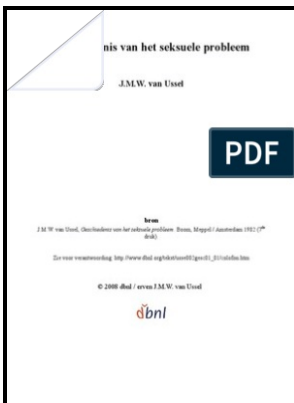 nis van het seksuele probleem
J.M.W. van Ussel
PDF
bron
J.M.W. van Ussel, Geschiedenis van het seksuele probleem. Boom, Meppel / Amsterdam 1982 (7de
druk)
Zie voor verantwoording:
© 2008 dbnl / erven J.M.W. van Ussel
dbnl